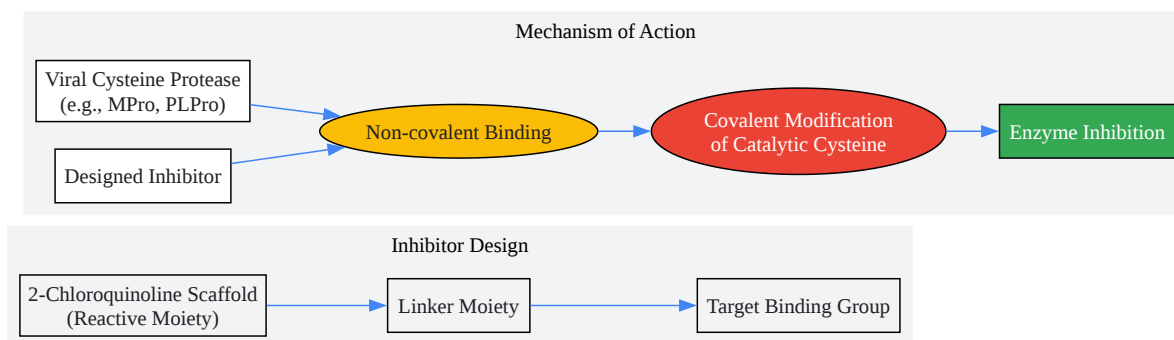 Mechanism of Action
Viral Cysteine Protease
(e.g., MPro, PLPro)
Designed Inhibitor
Non-covalent Binding
Covalent Modification
of Catalytic Cysteine
Enzyme Inhibition
Inhibitor Design
2-Chloroquinoline Scaffold
(Reactive Moiety)
Linker Moiety
Target Binding Group